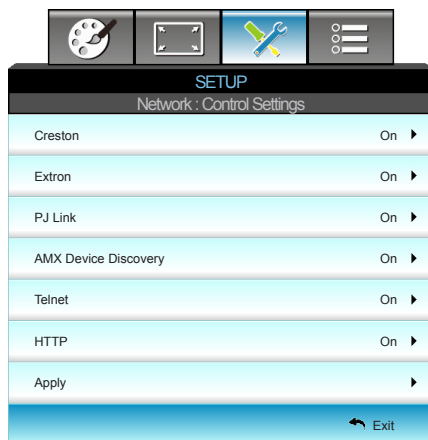 SETUP
Network : Control Settings
Creston On
Extron On
PJ Link On
AMX Device Discovery On
Telnet On
HTTP On
Apply
Exit